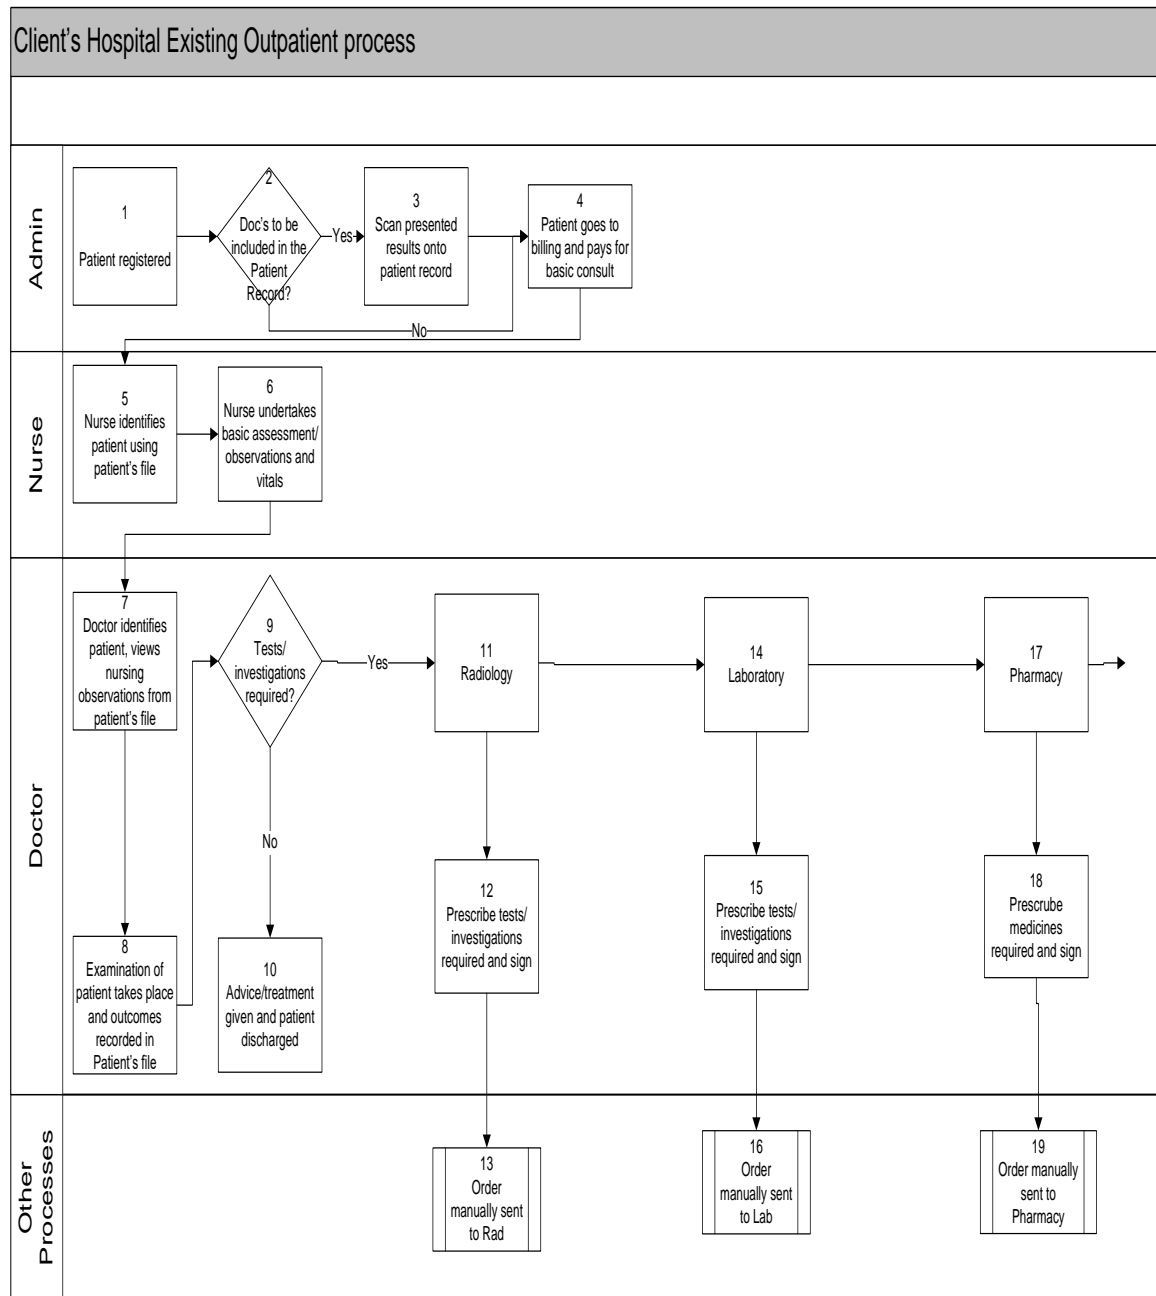 Client's Hospital Existing Outpatient process
Admin
1
Patient registered
2
Doc's to be
included in the
Patient
Record?
Yes
No
3
Scan presented
results onto
patient record
4
Patient goes to
billing and pays for
basic consult
Nurse
5
Nurse identifies
patient using
patient's file
6
Nurse undertakes
basic assessment/
observations and
vitals
Doctor
7
Doctor identifies
patient, views
nursing
observations from
patient's file
8
Examination of
patient takes place
and outcomes
recorded in
Patient's file
9
Tests/
investigations
required?
Yes
No
10
Advice/treatment
given and patient
discharged
11
Radiology
12
Prescribe tests/
investigations
required and sign
14
Laboratory
15
Prescribe tests/
investigations
required and sign
17
Pharmacy
18
Prescrube
medicines
required and sign
Other
Processes
13
Order
manually sent
to Rad
16
Order
manually sent
to Lab
19
Order manually
sent to
Pharmacy